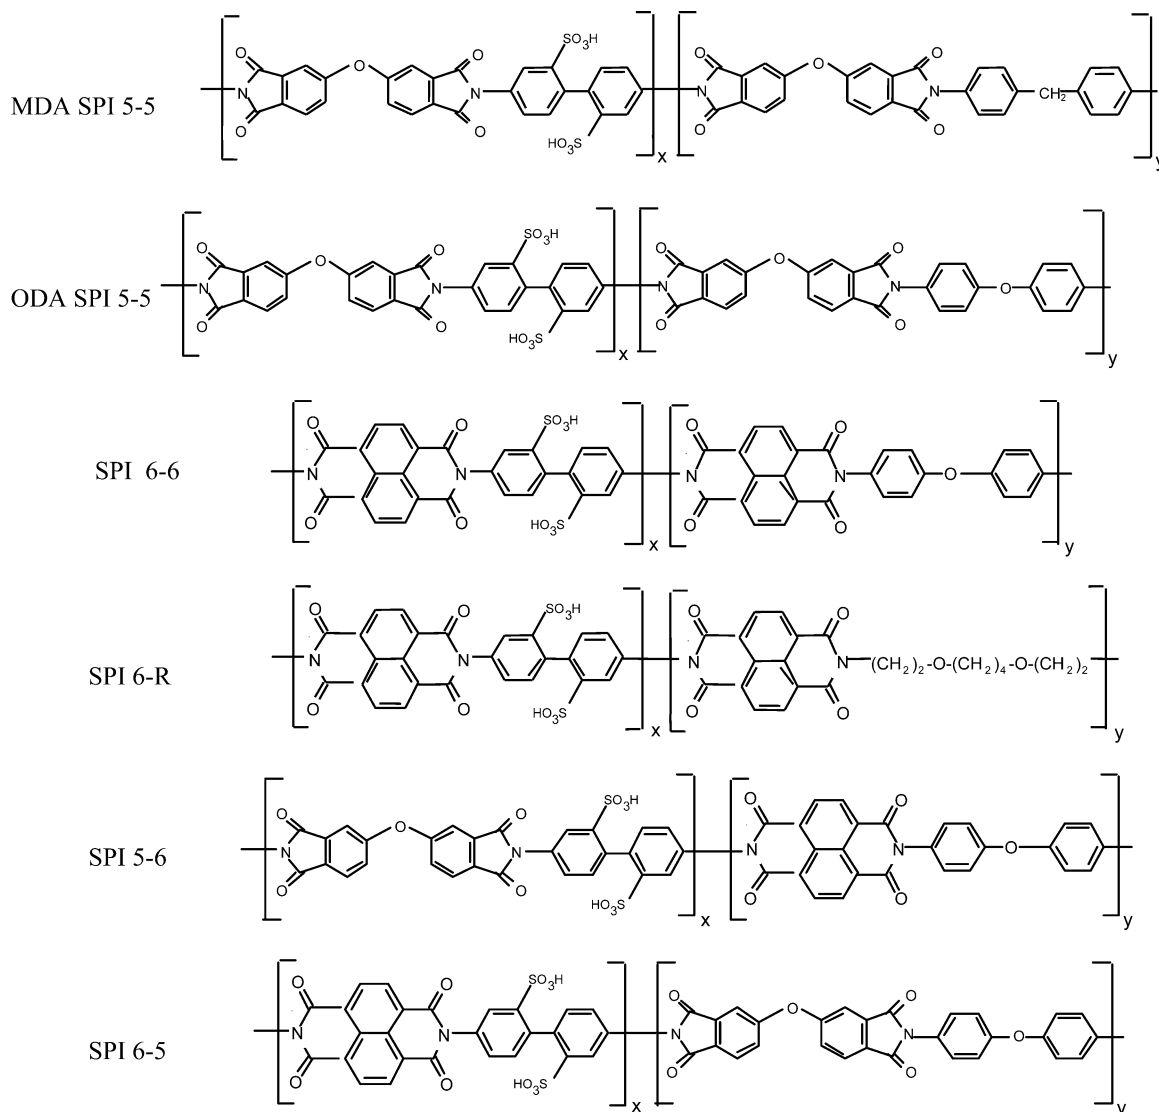 SO₃H
O O O O
O O
N N N CH₂ N
MDA SPI 5-5
O O O O
HO₃S
x y
SO₃H
O O O O
O O
N N N N O
ODA SPI 5-5
O O O O
HO₃S
x y
SO₃H
O O O O
SPI 6-6
N N N N O
O O O O
HO₃S
x y
SO₃H
O O O O
N N N N (CH₂)₂-O-(CH₂)₄-O-(CH₂)₂
SPI 6-R
O O O O
HO₃S
x y
SO₃H
O O O O
O
N N N N O
SPI 5-6
O O O O
HO₃S
x y
SO₃H
O O O O
O
N N N N O
SPI 6-5
O O O O
HO₃S
x y